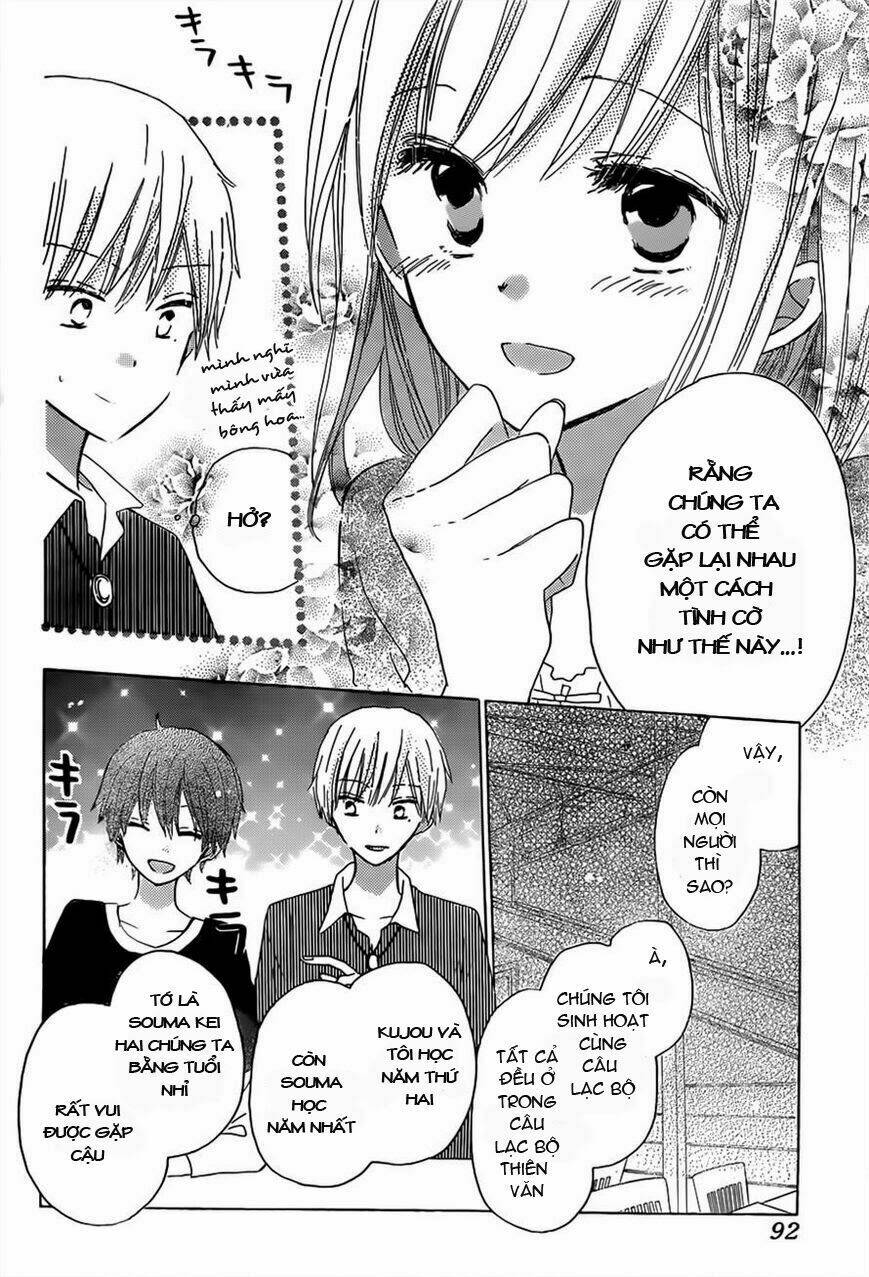 キラ
キラ
RẰNG
CHÚNG TA
CÓ THỂ
GẶP LẠI NHAU
MỘT CÁCH
TÌNH CỜ
NHƯ THẾ NÀY...!
mình nghĩ
mình vừa
thấy mấy
bông hoa...
HỞ?
VẬY,
CÒN
MỌI
NGƯỜI
THÌ
SAO?
À,
CHÚNG TÔI
SINH HOẠT
CÙNG
CÂU
LẠC BỘ
TẤT CẢ
ĐỀU Ở
TRONG
CÂU
LẠC BỘ
THIÊN
VĂN
キラ
キラ
KUJOU VÀ
TÔI HỌC
NĂM THỨ
HAI
CÒN
SOUMA
HỌC
NĂM NHẤT
TỚ LÀ
SOUMA KEI
HAI CHÚNG TA
BẰNG TUỔI
NHỈ
RẤT VUI
ĐƯỢC GẶP
CẬU
92